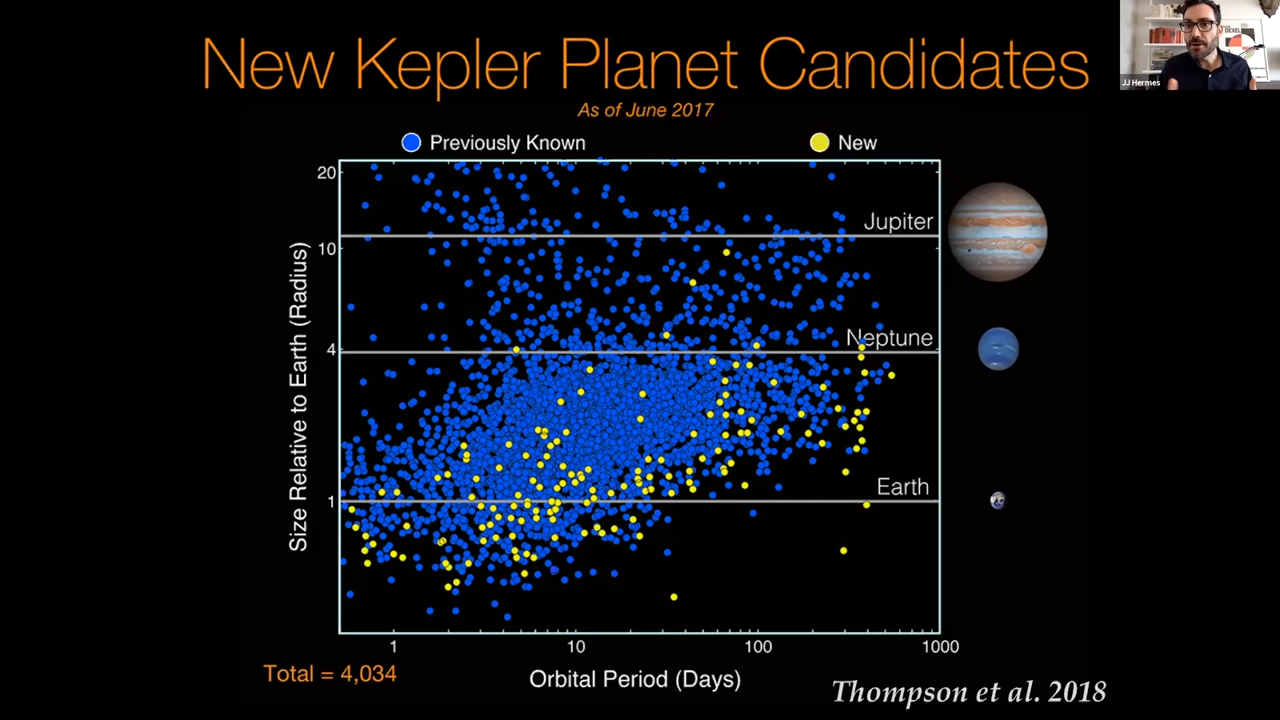 New Kepler Planet Candidates
As of June 2017
Previously Known
New
20
10
4
1
Size Relative to Earth (Radius)
Jupiter
Neptune
Earth
1
10
100
1000
Orbital Period (Days)
Total = 4,034
Thompson et al. 2018
JJ Hermes